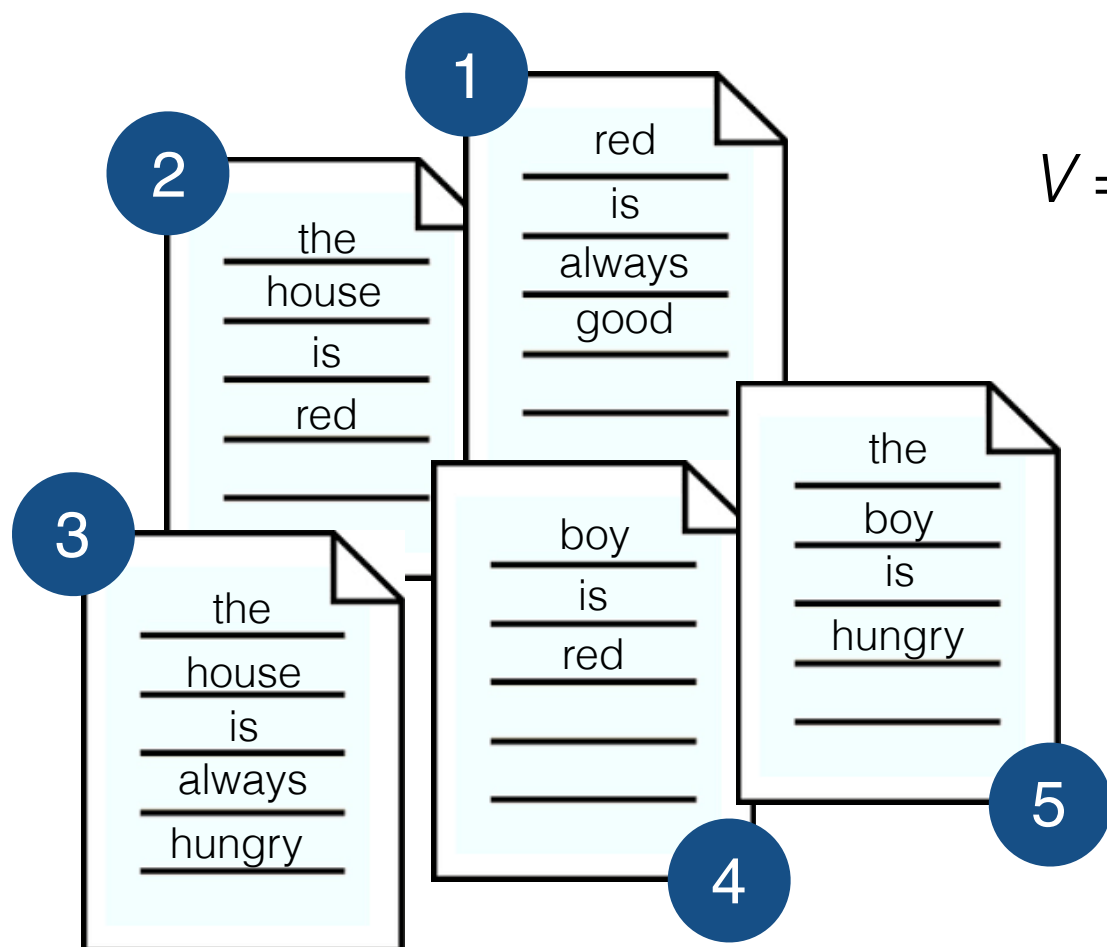 1
red
is
always
good
V =
2
the
house
is
red
3
the
house
is
always
hungry
4
boy
is
red
5
the
boy
is
hungry